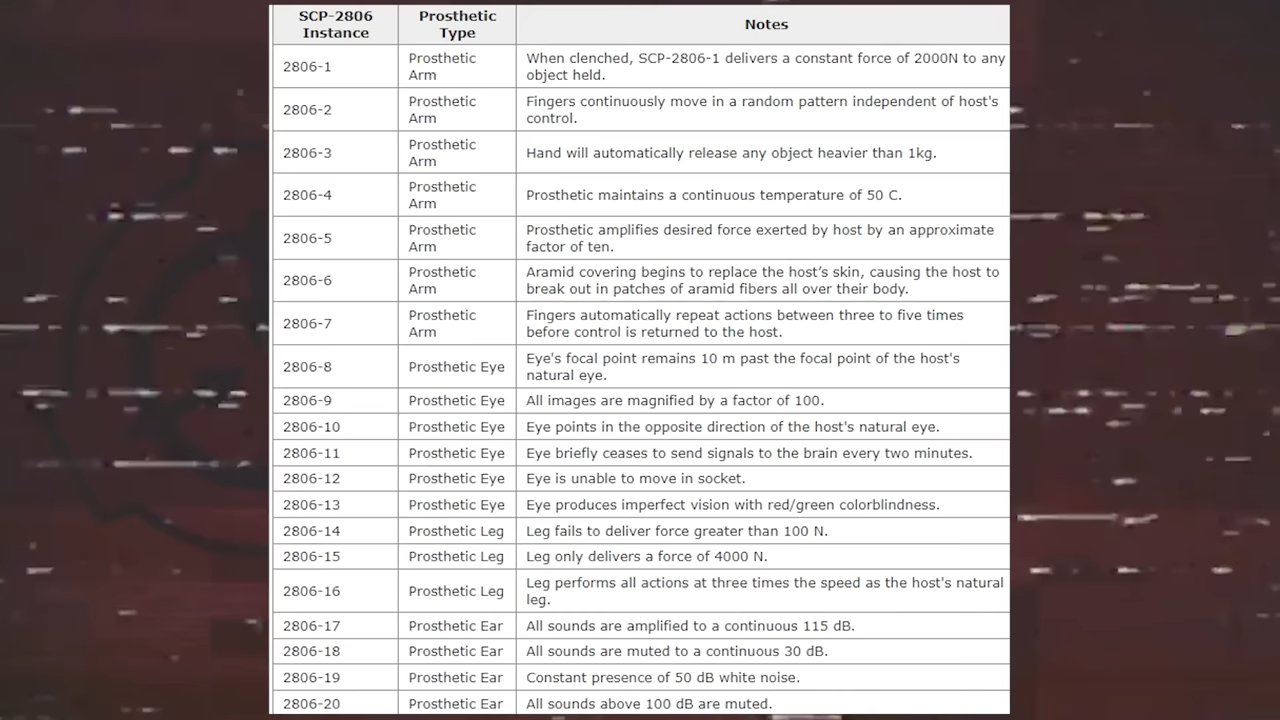 SCP-2806 Instance Prosthetic Type Notes
2806-1 Prosthetic Arm When clenched, SCP-2806-1 delivers a constant force of 2000N to any object held.
2806-2 Prosthetic Arm Fingers continuously move in a random pattern independent of host's control.
2806-3 Prosthetic Arm Hand will automatically release any object heavier than 1kg.
2806-4 Prosthetic Arm Prosthetic maintains a continuous temperature of 50 C.
2806-5 Prosthetic Arm Prosthetic amplifies desired force exerted by host by an approximate factor of ten.
2806-6 Prosthetic Arm Aramid covering begins to replace the host’s skin, causing the host to break out in patches of aramid fibers all over their body.
2806-7 Prosthetic Arm Fingers automatically repeat actions between three to five times before control is returned to the host.
2806-8 Prosthetic Eye Eye's focal point remains 10 m past the focal point of the host's natural eye.
2806-9 Prosthetic Eye All images are magnified by a factor of 100.
2806-10 Prosthetic Eye Eye points in the opposite direction of the host's natural eye.
2806-11 Prosthetic Eye Eye briefly ceases to send signals to the brain every two minutes.
2806-12 Prosthetic Eye Eye is unable to move in socket.
2806-13 Prosthetic Eye Eye produces imperfect vision with red/green colorblindness.
2806-14 Prosthetic Leg Leg fails to deliver force greater than 100 N.
2806-15 Prosthetic Leg Leg only delivers a force of 4000 N.
2806-16 Prosthetic Leg Leg performs all actions at three times the speed as the host's natural leg.
2806-17 Prosthetic Ear All sounds are amplified to a continuous 115 dB.
2806-18 Prosthetic Ear All sounds are muted to a continuous 30 dB.
2806-19 Prosthetic Ear Constant presence of 50 dB white noise.
2806-20 Prosthetic Ear All sounds above 100 dB are muted.